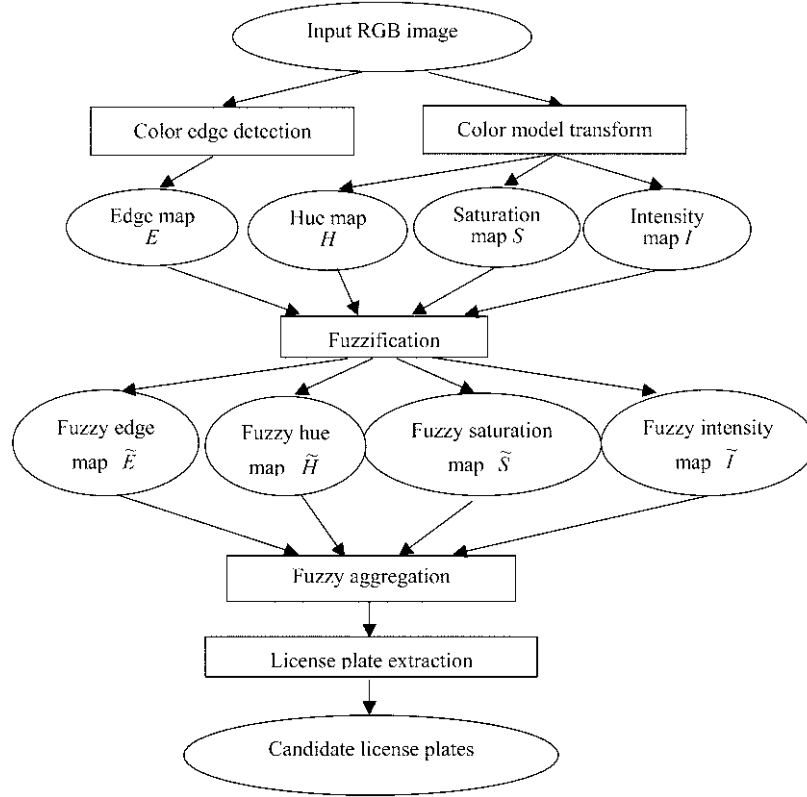 Input RGB image
Color edge detection
Color model transform
Edge map
E
Hue map
H
Saturation
map S
Intensity
map I
Fuzzification
Fuzzy edge
map Ẽ
Fuzzy hue
map H̃
Fuzzy saturation
map S̃
Fuzzy intensity
map Ĩ
Fuzzy aggregation
License plate extraction
Candidate license plates